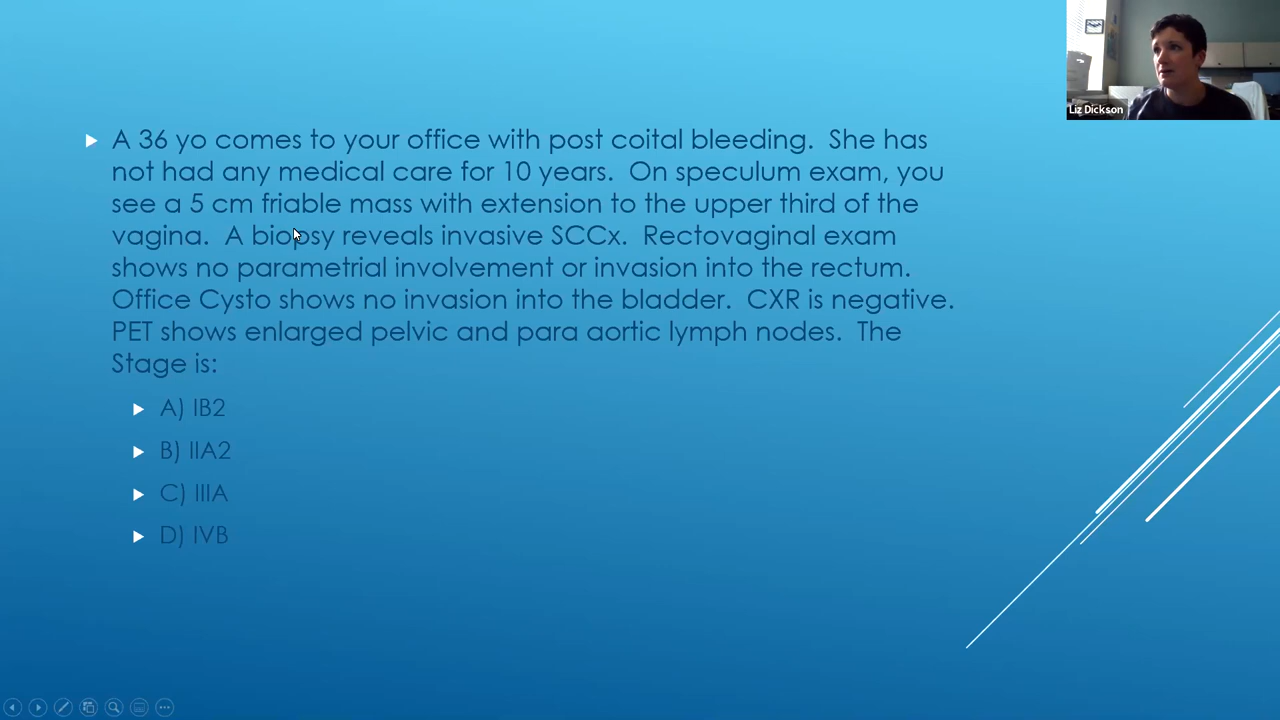 Liz Dickson
A 36 yo comes to your office with post coital bleeding. She has
not had any medical care for 10 years. On speculum exam, you
see a 5 cm friable mass with extension to the upper third of the
vagina. A biopsy reveals invasive SCCx. Rectovaginal exam
shows no parametrial involvement or invasion into the rectum.
Office Cysto shows no invasion into the bladder. CXR is negative.
PET shows enlarged pelvic and para aortic lymph nodes. The
Stage is:
A) IB2
B) IIA2
C) IIIA
D) IVB